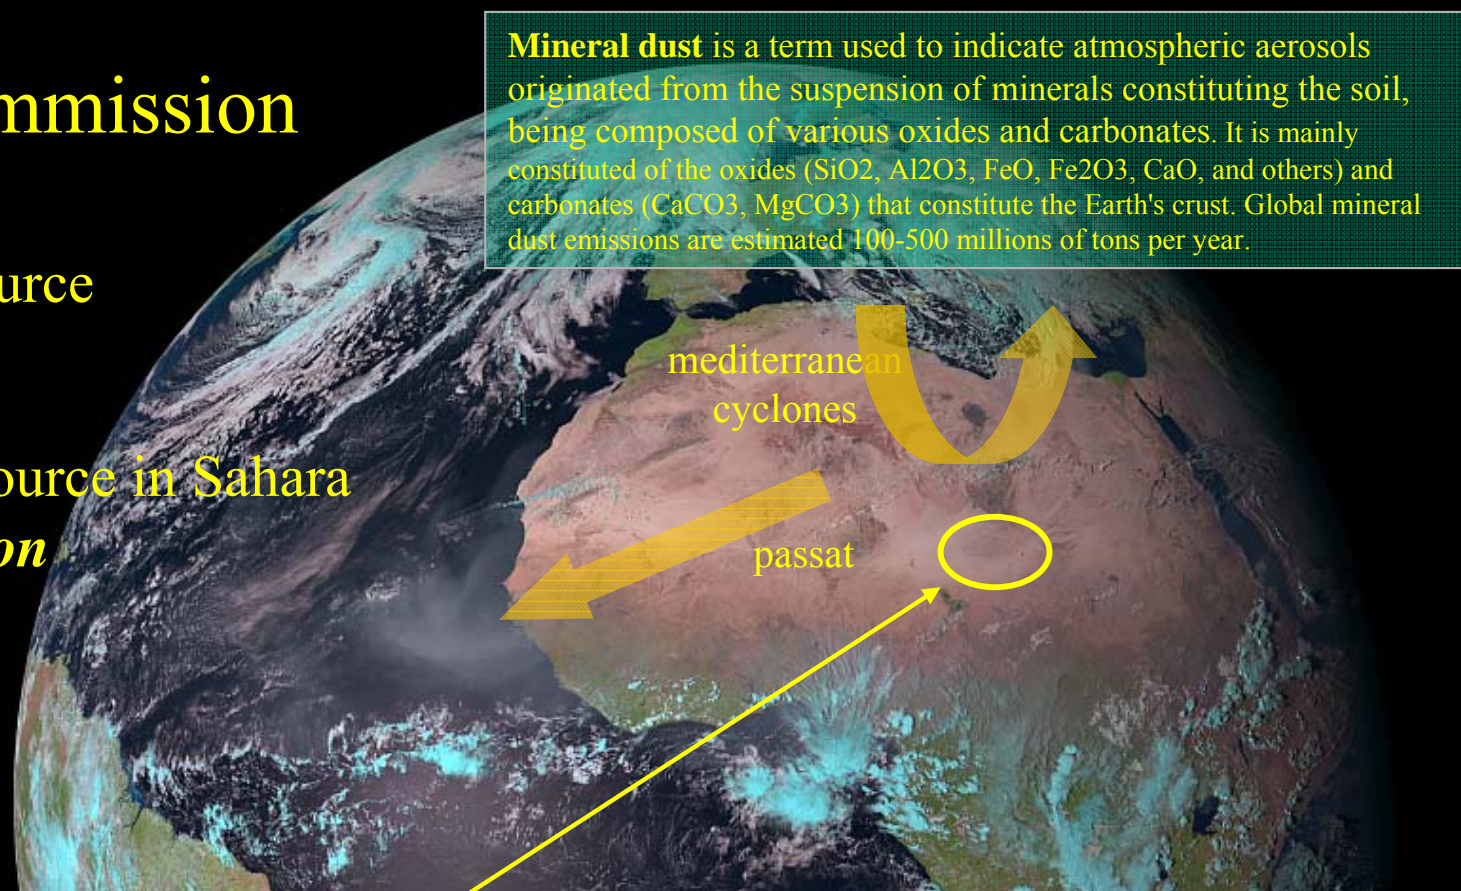 Mineral dust is a term used to indicate atmospheric aerosols
originated from the suspension of minerals constituting the soil,
being composed of various oxides and carbonates. It is mainly
constituted of the oxides (SiO2, Al2O3, FeO, Fe2O3, CaO, and others) and
carbonates (CaCO3, MgCO3) that constitute the Earth's crust. Global mineral
dust emissions are estimated 100-500 millions of tons per year.
mmission
urce
mediterranean
cyclones
ource in Sahara
on
passat